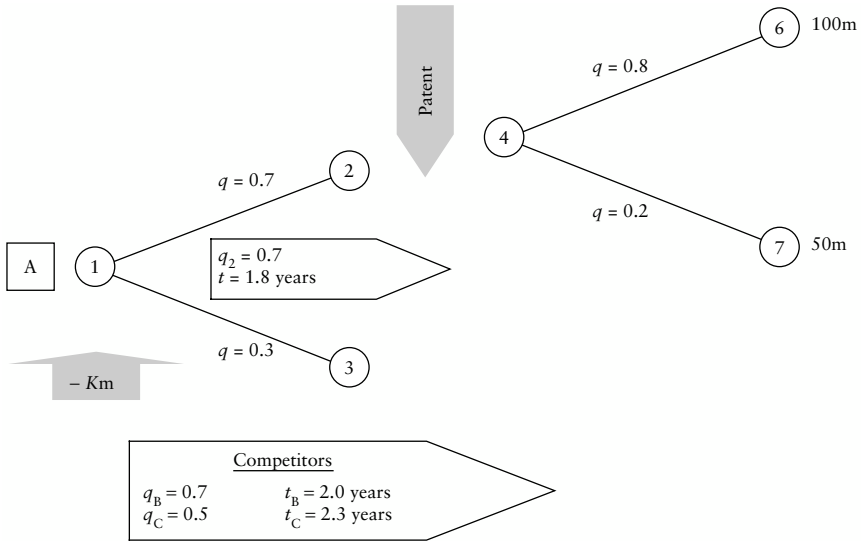 6 100m
q = 0.8
Patent
4
2
q = 0.7
q = 0.2
7 50m
A 1
q₂ = 0.7
t = 1.8 years
q = 0.3
3
– Km
Competitors
q_B = 0.7 t_B = 2.0 years
q_C = 0.5 t_C = 2.3 years